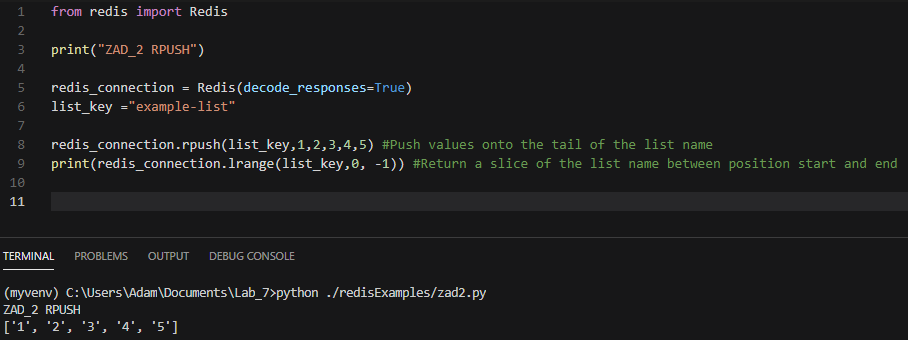 1 from redis import Redis
2
3 print("ZAD_2 RPUSH")
4
5 redis_connection = Redis(decode_responses=True)
6 list_key ="example-list"
7
8 redis_connection.rpush(list_key,1,2,3,4,5) #Push values onto the tail of the list name
9 print(redis_connection.lrange(list_key,0, -1)) #Return a slice of the list name between position start and end
10
11
TERMINAL PROBLEMS OUTPUT DEBUG CONSOLE
(myvenv) C:\Users\Adam\Documents\Lab_7>python ./redisExamples/zad2.py
ZAD_2 RPUSH
['1', '2', '3', '4', '5']